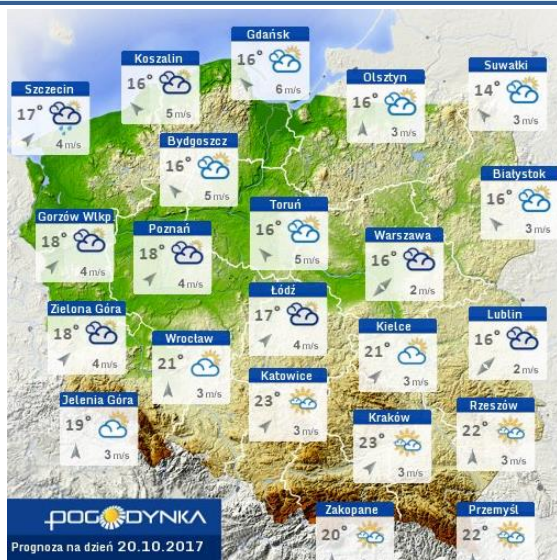 Gdańsk
16°
6 m/s
Koszalin
16°
5 m/s
Suwałki
14°
3 m/s
Olsztyn
16°
3 m/s
Szczecin
17°
4 m/s
Bydgoszcz
16°
5 m/s
Białystok
16°
3 m/s
Toruń
16°
5 m/s
Gorzów Wlkp
18°
4 m/s
Poznań
18°
4 m/s
Warszawa
16°
2 m/s
Łódź
17°
4 m/s
Zielona Góra
18°
4 m/s
Lublin
16°
2 m/s
Kielce
21°
3 m/s
Wrocław
21°
3 m/s
Katowice
23°
3 m/s
Jelenia Góra
19°
3 m/s
Rzeszów
22°
3 m/s
Kraków
23°
3 m/s
Zakopane
20°
Przemyśl
22°
POGODYNKA
Prognoza na dzień 20.10.2017